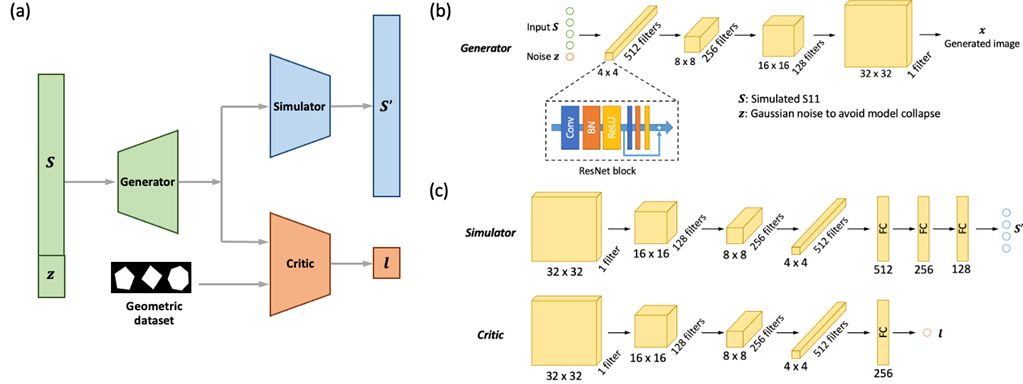 (a)
S
z
Generator
Simulator
S'
Critic
l
Geometric
dataset
(b)
Generator
Input S
Noise z
4 x 4
512 filters
8 x 8
256 filters
16 x 16
128 filters
32 x 32
1 filter
x
Generated image
Conv
BN
ReLU
+
ResNet block
S: Simulated S11
z: Gaussian noise to avoid model collapse
(c)
Simulator
32 x 32
1 filter
16 x 16
128 filters
8 x 8
256 filters
4 x 4
512 filters
FC
512
FC
256
FC
128
S'
Critic
32 x 32
1 filter
16 x 16
128 filters
8 x 8
256 filters
4 x 4
512 filters
FC
256
l